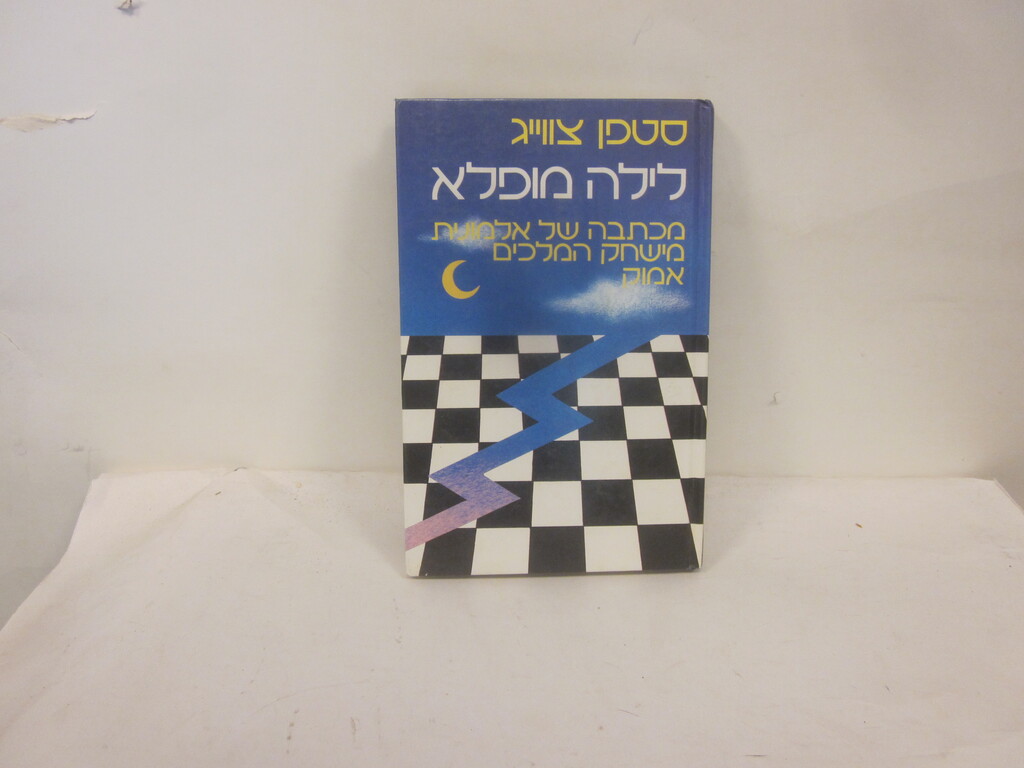 סטפן צווייג
לילה מופלא
מכתבה של אלמונית
מישחק המלכים
אמוק